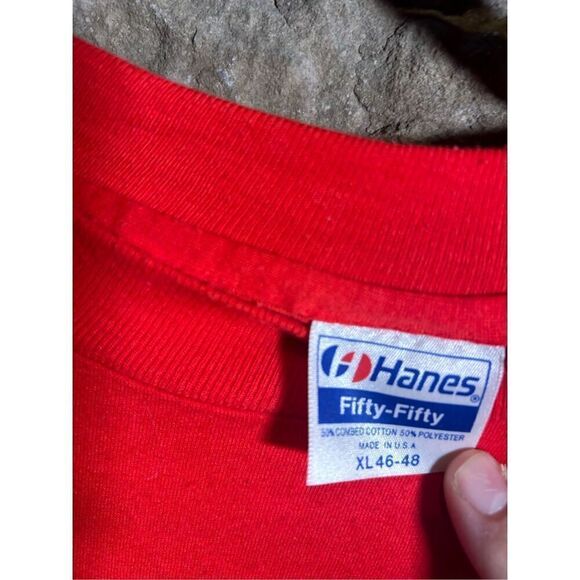 Hanes®
Fifty-Fifty
50% COMBED COTTON 50% POLYESTER
MADE IN U.S.A
XL 46-48